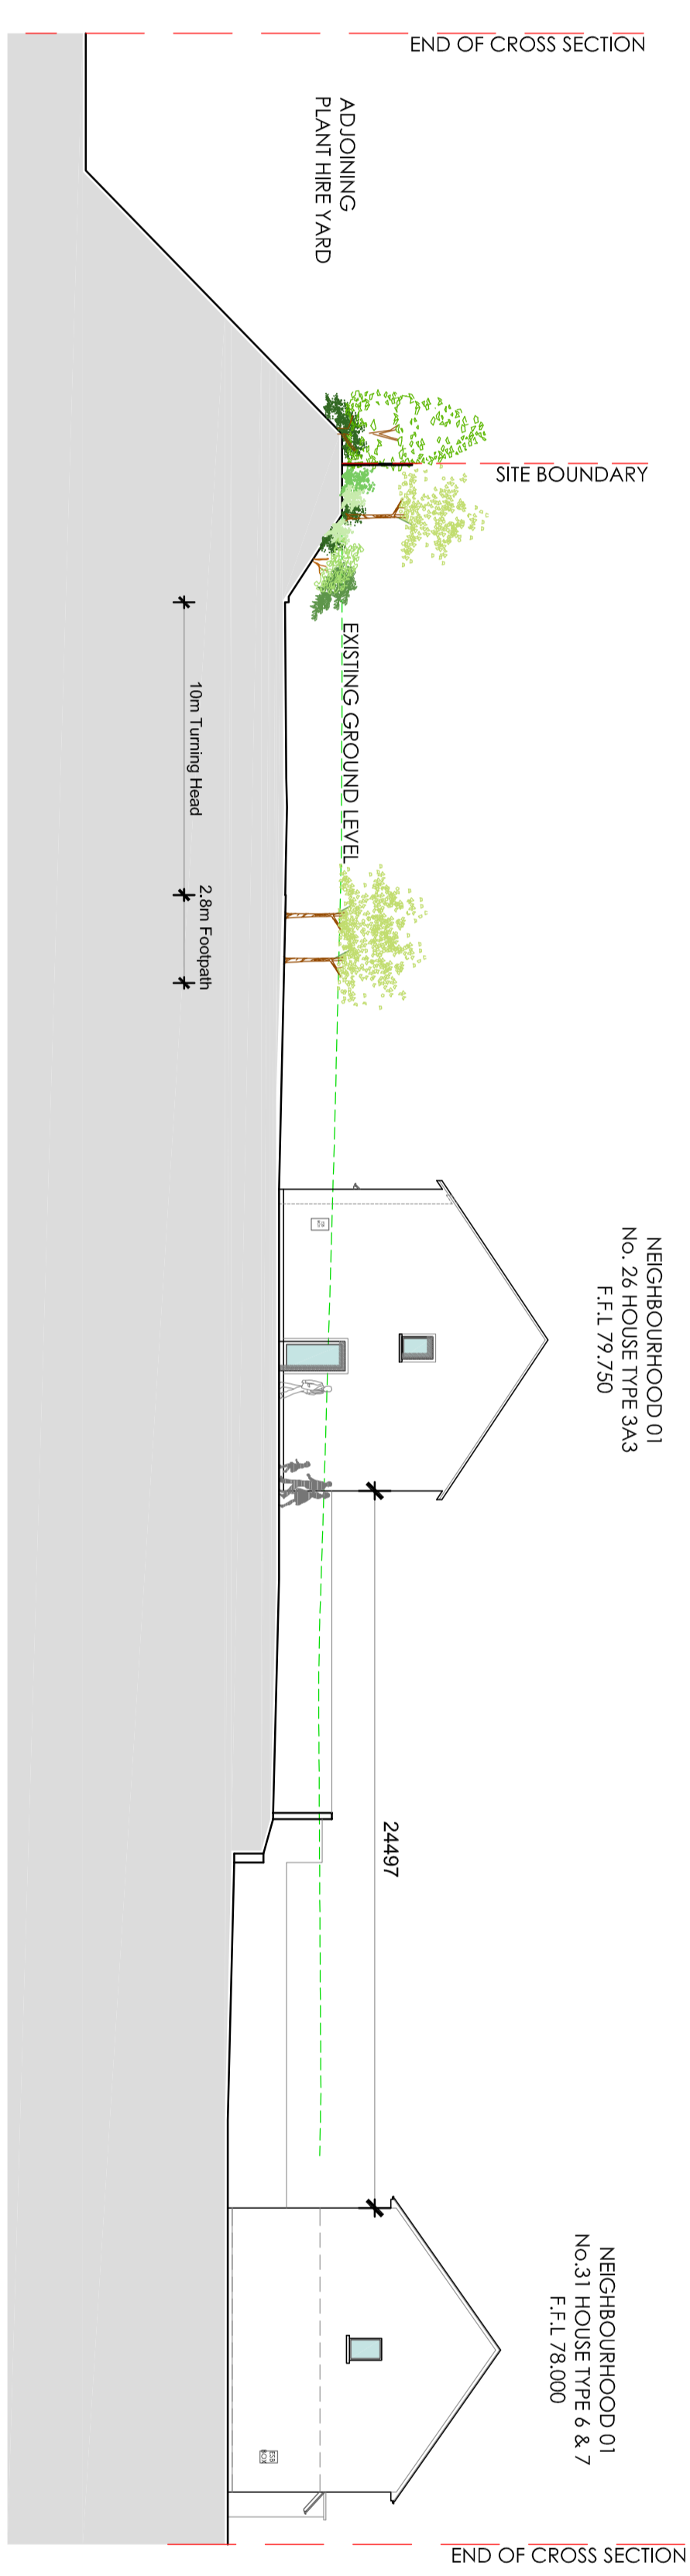 END OF CROSS SECTION
ADJOINING
PLANT HIRE YARD
SITE BOUNDARY
EXISTING GROUND LEVEL
10m Turning Head
2.8m Footpath
NEIGHBOURHOOD 01
No. 26 HOUSE TYPE 3A3
F.F.L 79.750
24497
NEIGHBOURHOOD 01
No.31 HOUSE TYPE 6 & 7
F.F.L 78.000
ESB
BOX
END OF CROSS SECTION